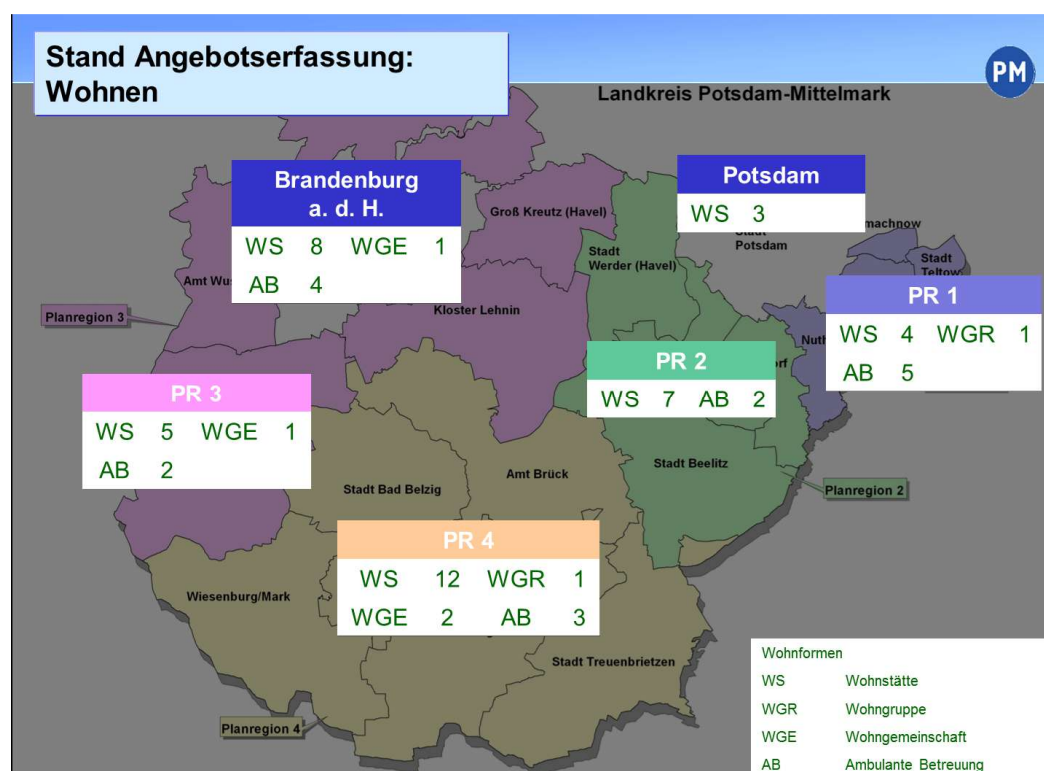 Stand Angebotserfassung:
Wohnen
PM
Landkreis Potsdam-Mittelmark
Brandenburg
a. d. H.
WS 8 WGE 1
AB 4
Potsdam
WS 3
Groß Kreutz (Havel)
Stadt
Potsdam
machnow
Stadt
Teltow
Stadt
Werder (Havel)
Amt Wus
Kloster Lehnin
Planregion 3
PR 1
WS 4 WGR 1
AB 5
Nuth
PR 2
WS 7 AB 2
orf
PR 3
WS 5 WGE 1
AB 2
Stadt Bad Belzig
Amt Brück
Stadt Beelitz
Planregion 2
PR 4
WS 12 WGR 1
WGE 2 AB 3
Wiesenburg/Mark
Stadt Treuenbrietzen
Planregion 4
Wohnformen
WS Wohnstätte
WGR Wohngruppe
WGE Wohngemeinschaft
AB Ambulante Betreuung